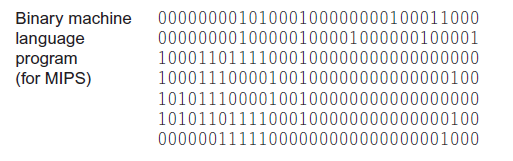 Binary machine 00000000101000100000000100011000
language 00000000100000100001000000100001
program 10001101111000100000000000000000
(for MIPS) 10001110000100100000000000000100
10101110000100100000000000000000
10101101111000100000000000000100
00000011111000000000000000001000